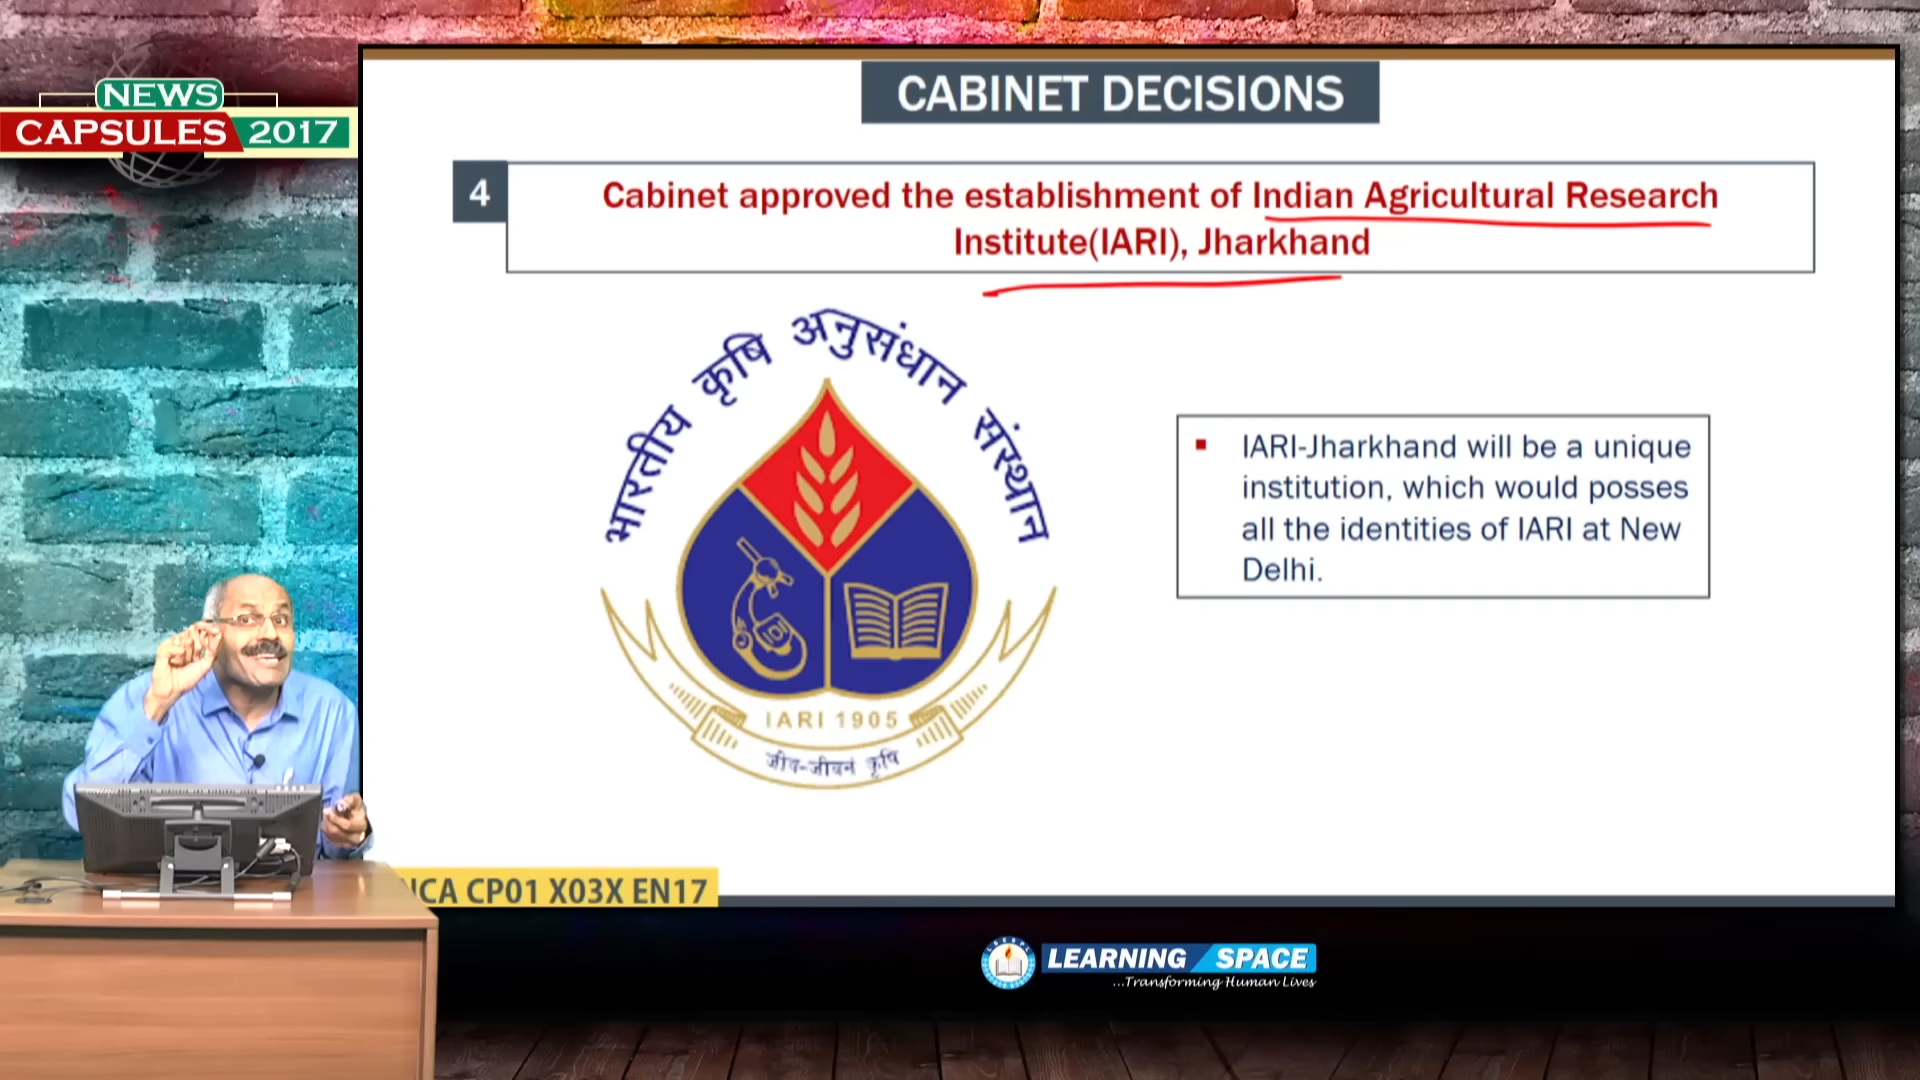 NEWS
CAPSULES 2017
CABINET DECISIONS
4
Cabinet approved the establishment of Indian Agricultural Research
Institute(IARI), Jharkhand
भारतीय कृषि अनुसंधान संस्थान
IARI 1905
जीव-जीवनं कृषि
▪ IARI-Jharkhand will be a unique
institution, which would posses
all the identities of IARI at New
Delhi.
CA CP01 X03X EN17
LEARNING SPACE
...Transforming Human Lives